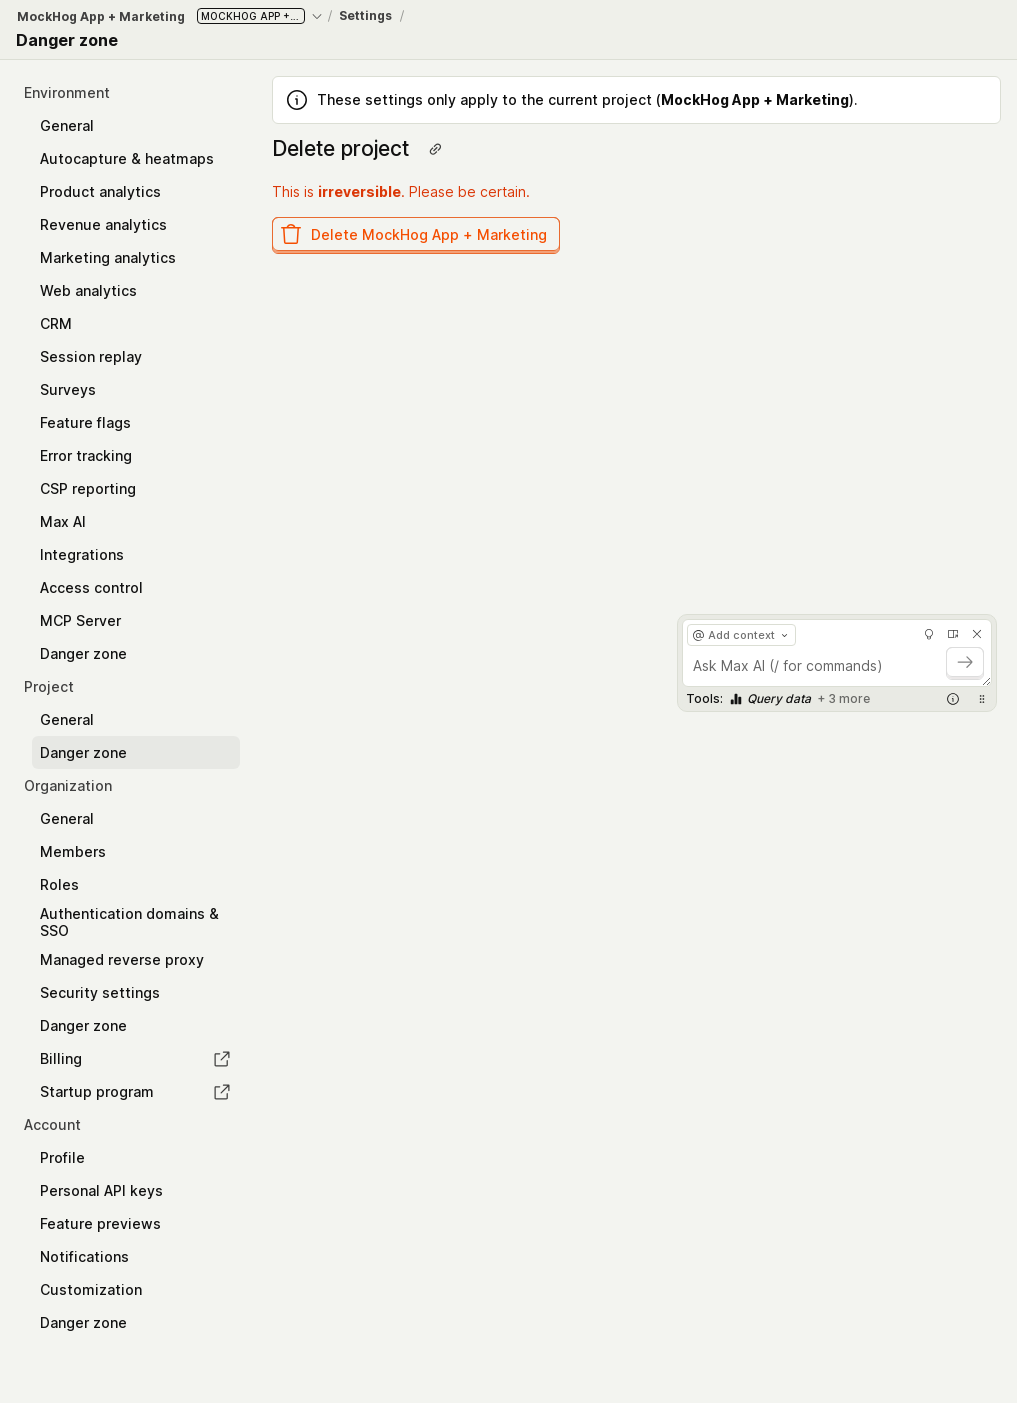 MockHog App + Marketing MOCKHOG APP +... / Settings /
Danger zone
Environment
General
Autocapture & heatmaps
Product analytics
Revenue analytics
Marketing analytics
Web analytics
CRM
Session replay
Surveys
Feature flags
Error tracking
CSP reporting
Max AI
Integrations
Access control
MCP Server
Danger zone
Project
General
Danger zone
Organization
General
Members
Roles
Authentication domains &
SSO
Managed reverse proxy
Security settings
Danger zone
Billing
Startup program
Account
Profile
Personal API keys
Feature previews
Notifications
Customization
Danger zone
These settings only apply to the current project (MockHog App + Marketing).
Delete project
This is irreversible. Please be certain.
Delete MockHog App + Marketing
@ Add context
Ask Max AI (/ for commands)
Tools: Query data + 3 more